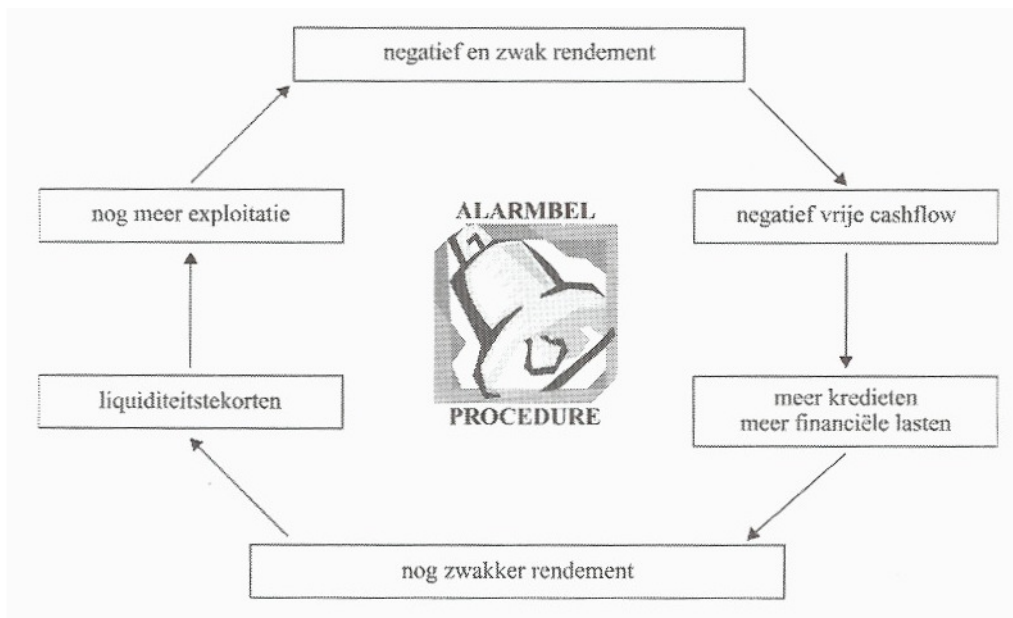 negatief en zwak rendement
nog meer exploitatie
ALARMBEL
negatief vrije cashflow
liquiditeitstekorten
PROCEDURE
meer kredieten
meer financiële lasten
nog zwakker rendement